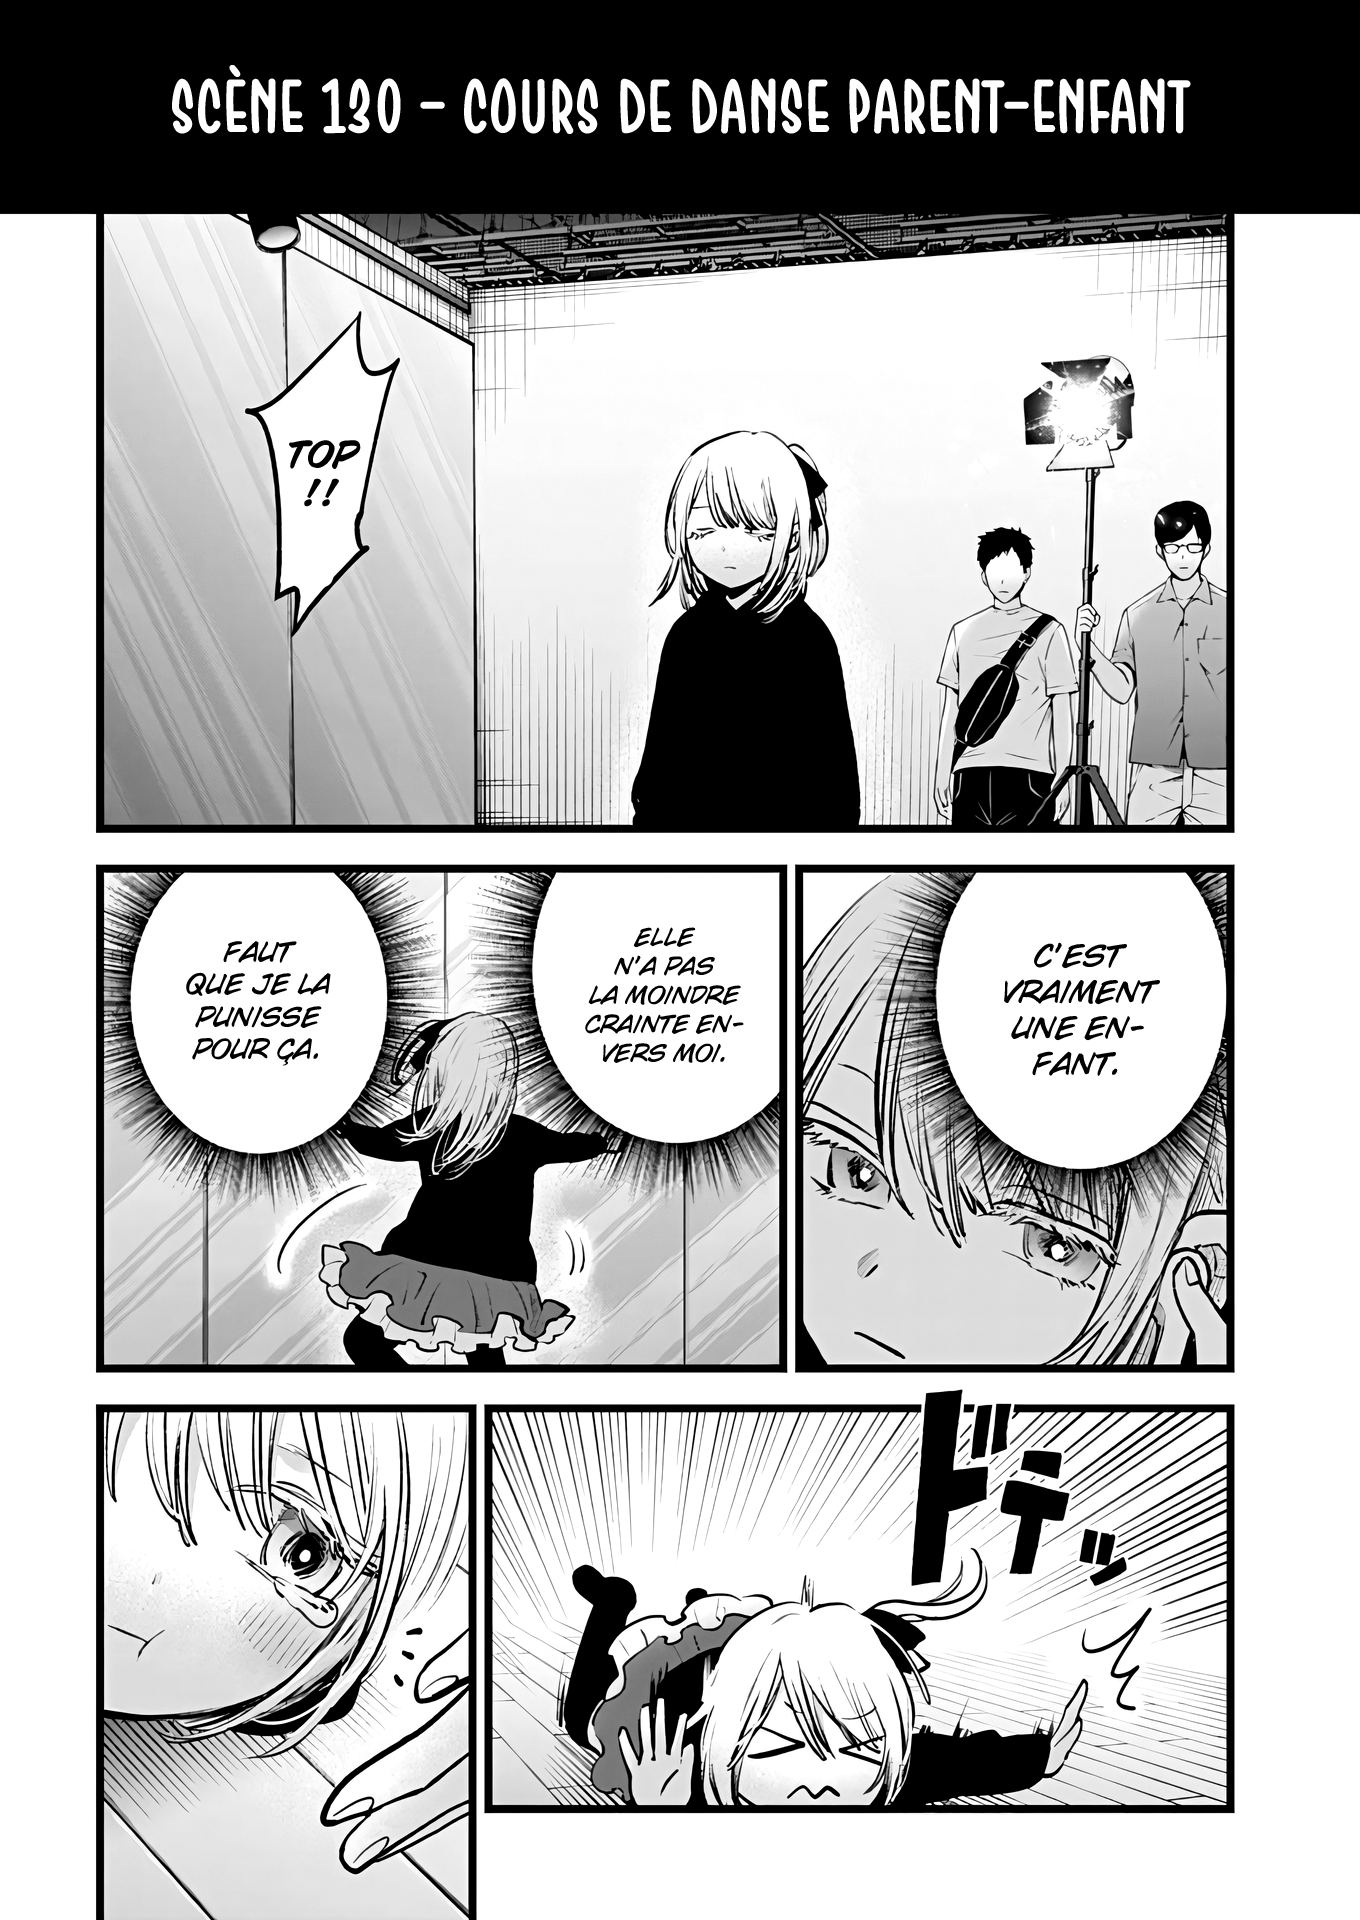 SCÈNE 130 - COURS DE DANSE PARENT-ENFANT
TOP
!!
C'EST
VRAIMENT
UNE EN-
FANT.
ELLE
N'A PAS
LA MOINDRE
CRAINTE EN-
VERS MOI.
FAUT
QUE JE LA
PUNISSE
POUR ÇA.
ドテッ